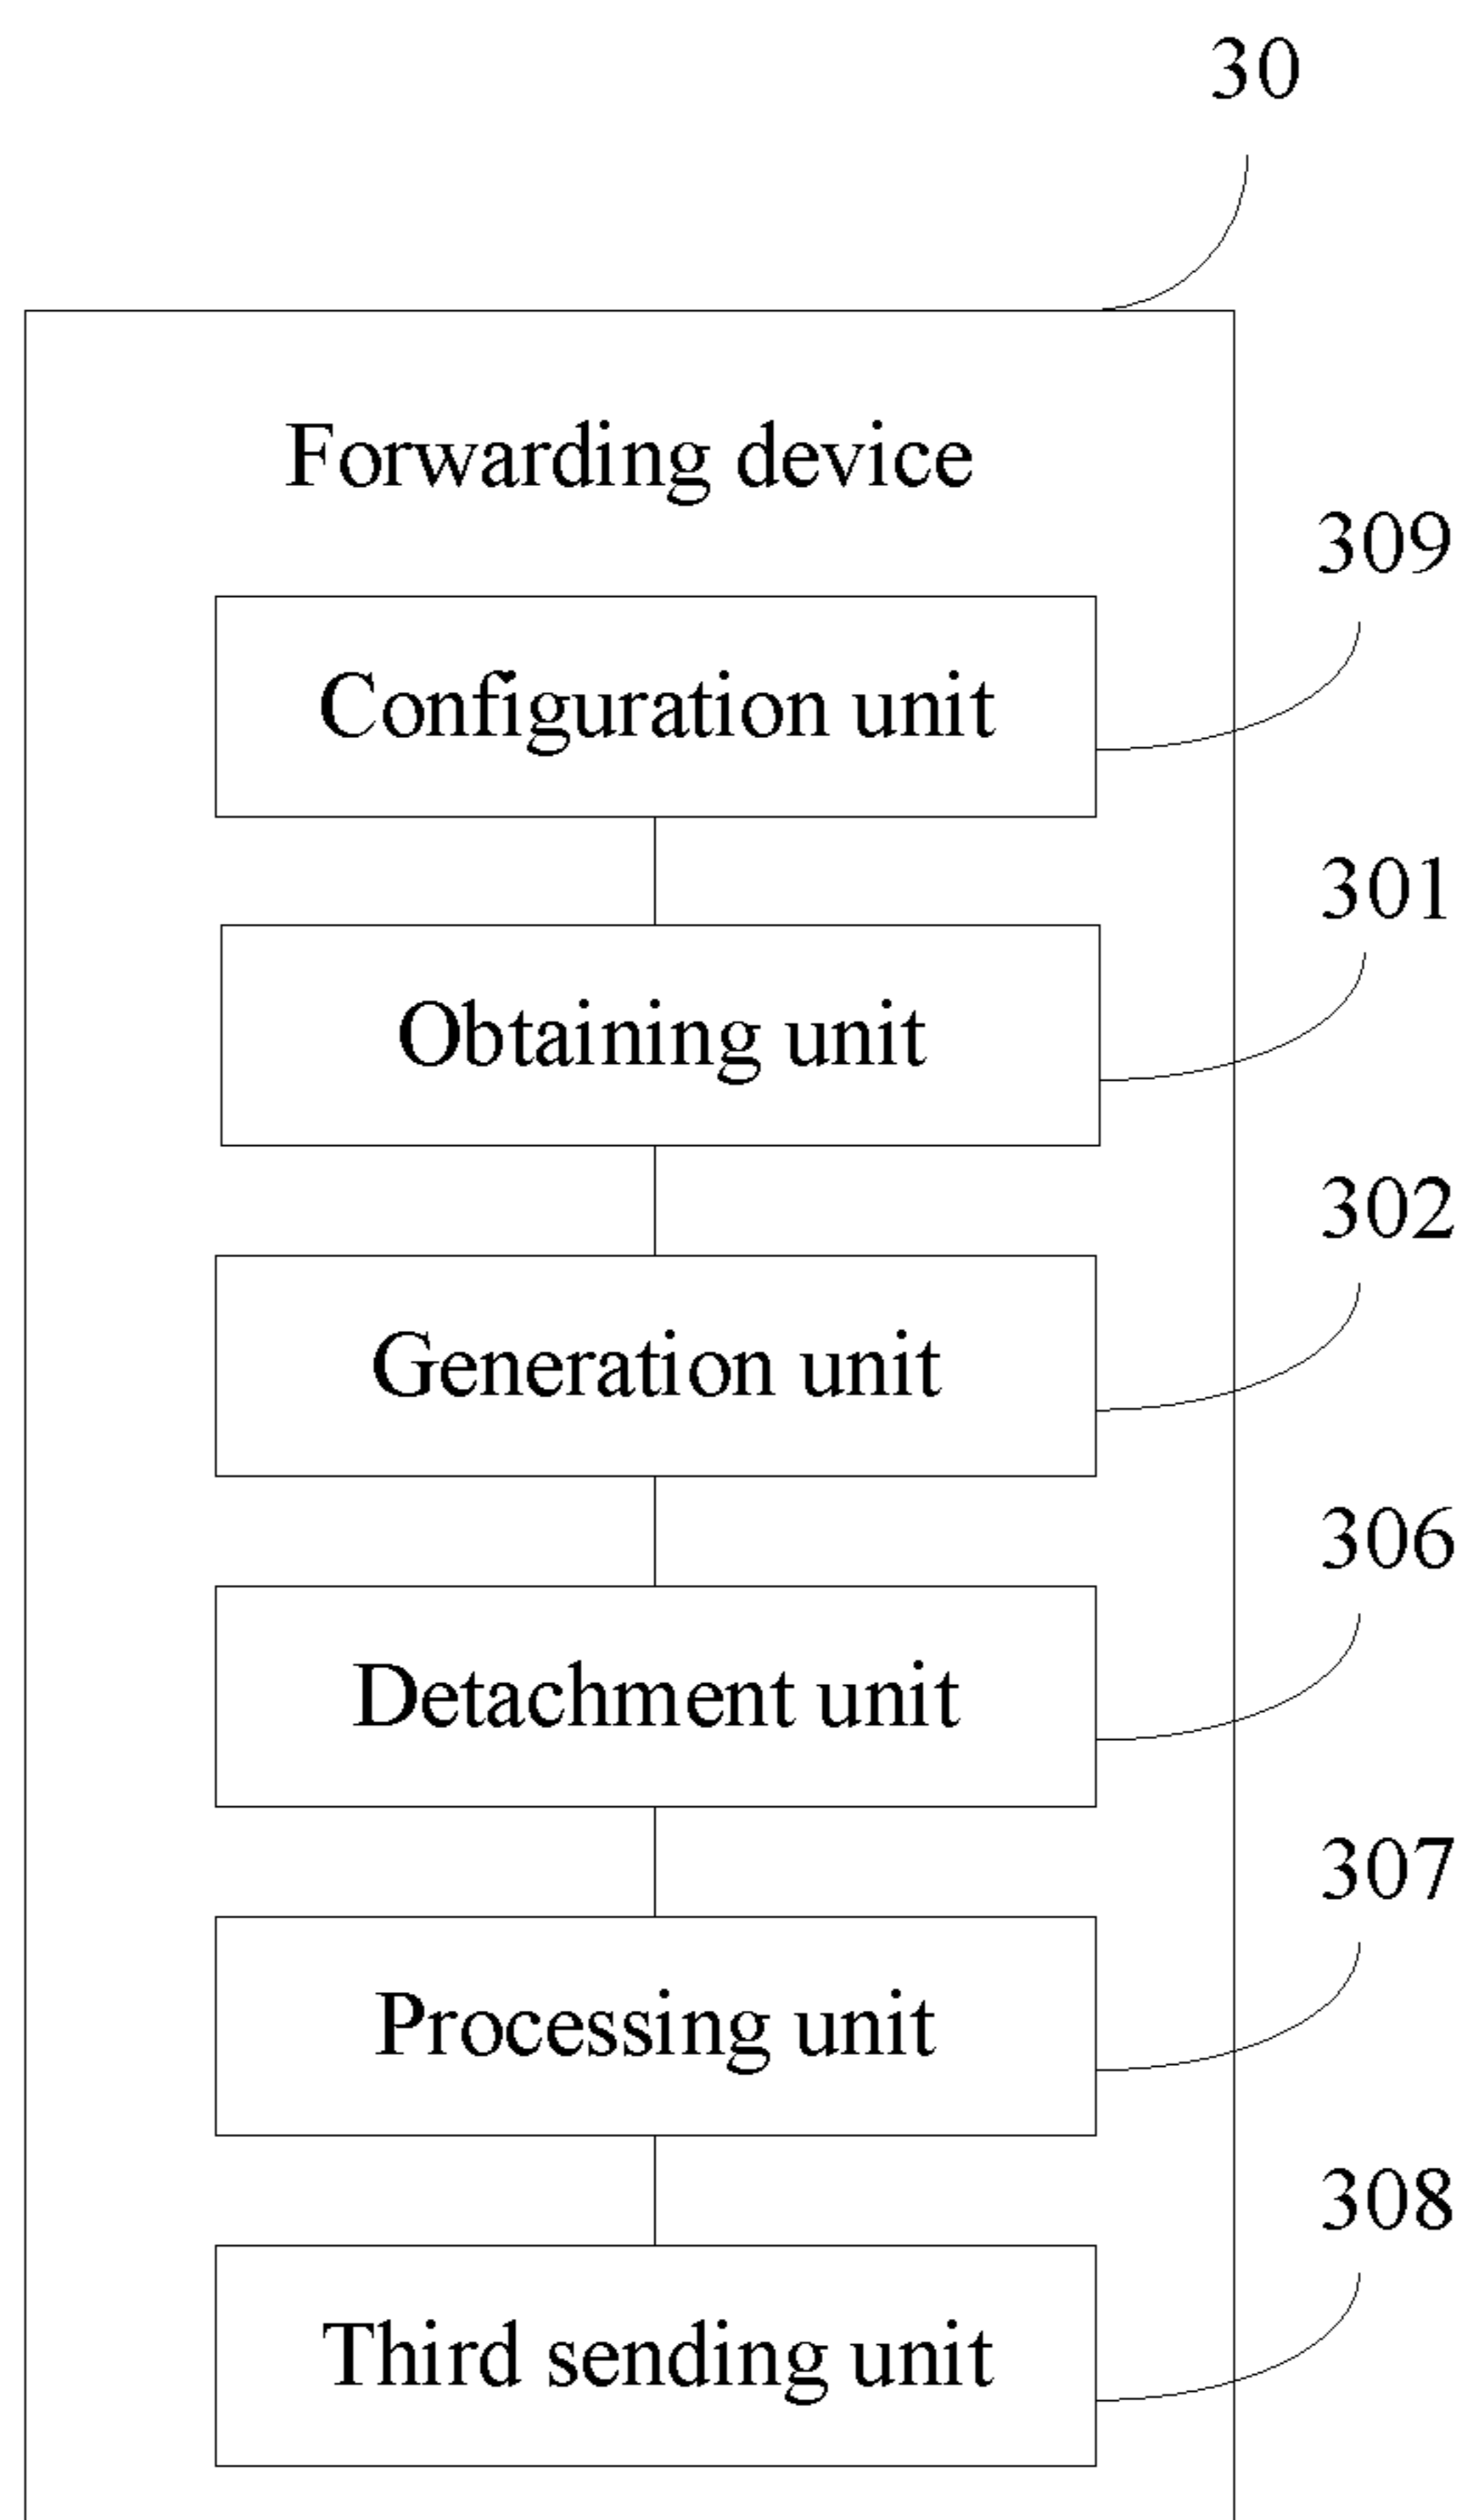 30
Forwarding device
309
Configuration unit
301
Obtaining unit
302
Generation unit
306
Detachment unit
307
Processing unit
308
Third sending unit